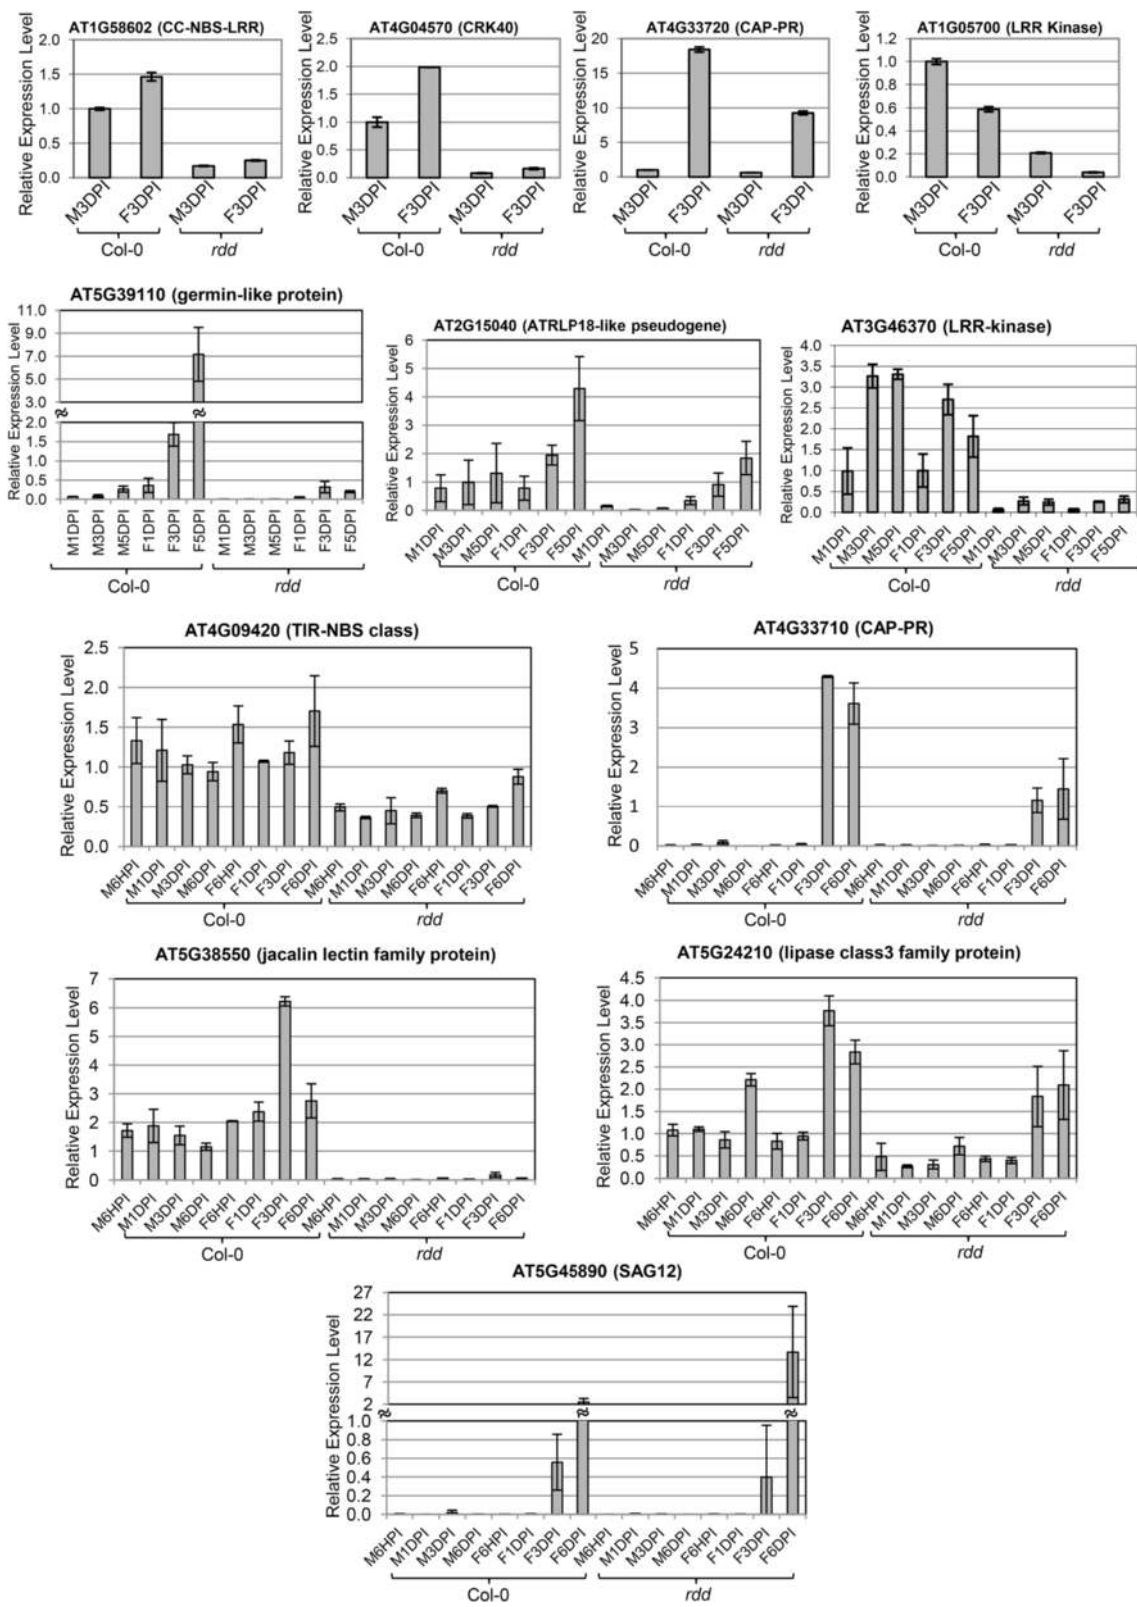 AT1G58602 (CC-NBS-LRR)
Relative Expression Level
2.0
1.5
1.0
0.5
0.0
M3DPI F3DPI M3DPI F3DPI
Col-0 rdd
AT4G04570 (CRK40)
Relative Expression Level
2.5
2.0
1.5
1.0
0.5
0.0
M3DPI F3DPI M3DPI F3DPI
Col-0 rdd
AT4G33720 (CAP-PR)
Relative Expression Level
20
15
10
5
0
M3DPI F3DPI M3DPI F3DPI
Col-0 rdd
AT1G05700 (LRR Kinase)
Relative Expression Level
1.2
1.0
0.8
0.6
0.4
0.2
0.0
M3DPI F3DPI M3DPI F3DPI
Col-0 rdd
AT5G39110 (germin-like protein)
Relative Expression Level
11.0
9.0
7.0
5.0
3.0
2.0
1.5
1.0
0.5
0.0
M1DPI M3DPI M5DPI F1DPI F3DPI F5DPI M1DPI M3DPI M5DPI F1DPI F3DPI F5DPI
Col-0 rdd
AT2G15040 (ATRLP18-like pseudogene)
Relative Expression Level
6
5
4
3
2
1
0
M1DPI M3DPI M5DPI F1DPI F3DPI F5DPI M1DPI M3DPI M5DPI F1DPI F3DPI F5DPI
Col-0 rdd
AT3G46370 (LRR-kinase)
Relative Expression Level
4.0
3.5
3.0
2.5
2.0
1.5
1.0
0.5
0.0
M1DPI M3DPI M5DPI F1DPI F3DPI F5DPI M1DPI M3DPI M5DPI F1DPI F3DPI F5DPI
Col-0 rdd
AT4G09420 (TIR-NBS class)
Relative Expression Level
2.5
2.0
1.5
1.0
0.5
0.0
M6HPI M1DPI M3DPI M6DPI F6HPI F1DPI F3DPI F6DPI M6HPI M1DPI M3DPI M6DPI F6HPI F1DPI F3DPI F6DPI
Col-0 rdd
AT4G33710 (CAP-PR)
Relative Expression Level
5
4
3
2
1
0
M6HPI M1DPI M3DPI M6DPI F6HPI F1DPI F3DPI F6DPI M6HPI M1DPI M3DPI M6DPI F6HPI F1DPI F3DPI F6DPI
Col-0 rdd
AT5G38550 (jacalin lectin family protein)
Relative Expression Level
7
6
5
4
3
2
1
0
M6HPI M1DPI M3DPI M6DPI F6HPI F1DPI F3DPI F6DPI M6HPI M1DPI M3DPI M6DPI F6HPI F1DPI F3DPI F6DPI
Col-0 rdd
AT5G24210 (lipase class3 family protein)
Relative Expression Level
4.5
4.0
3.5
3.0
2.5
2.0
1.5
1.0
0.5
0.0
M6HPI M1DPI M3DPI M6DPI F6HPI F1DPI F3DPI F6DPI M6HPI M1DPI M3DPI M6DPI F6HPI F1DPI F3DPI F6DPI
Col-0 rdd
AT5G45890 (SAG12)
Relative Expression Level
27
22
17
12
7
2
1.0
0.8
0.6
0.4
0.2
0.0
M6HPI M1DPI M3DPI M6DPI F6HPI F1DPI F3DPI F6DPI M6HPI M1DPI M3DPI M6DPI F6HPI F1DPI F3DPI F6DPI
Col-0 rdd